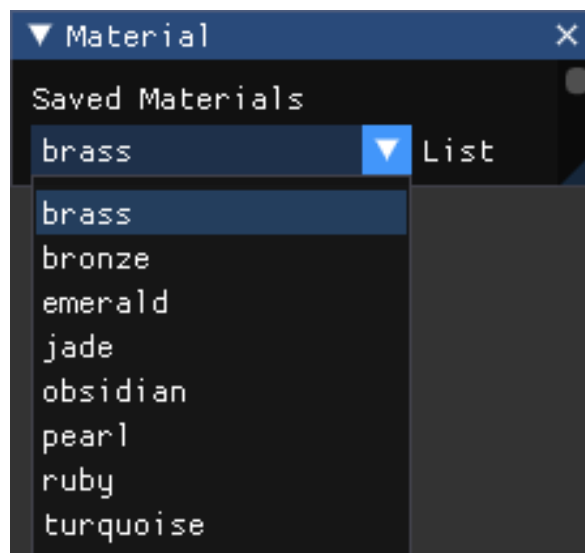 Material
Saved Materials
brass List
brass
bronze
emerald
jade
obsidian
pearl
ruby
turquoise